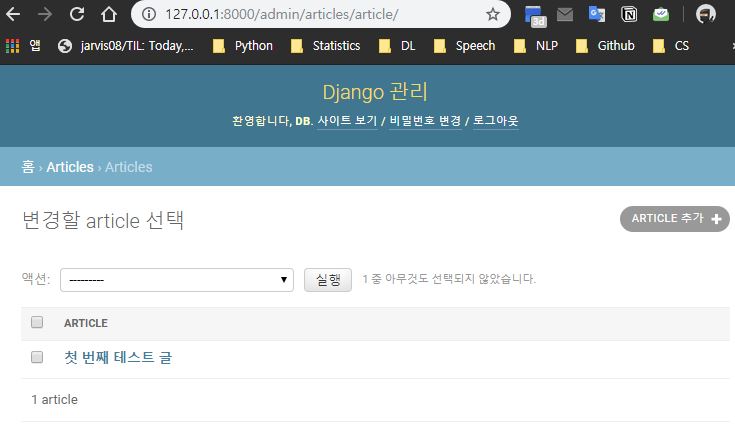 127.0.0.1:8000/admin/articles/article/
3d
앱 jarvis08/TIL: Today,... Python Statistics DL Speech NLP Github CS
Django 관리
환영합니다, DB. 사이트 보기 / 비밀번호 변경 / 로그아웃
홈 › Articles › Articles
변경할 article 선택
ARTICLE 추가 +
액션: --------- 실행 1 중 아무것도 선택되지 않았습니다.
ARTICLE
첫 번째 테스트 글
1 article